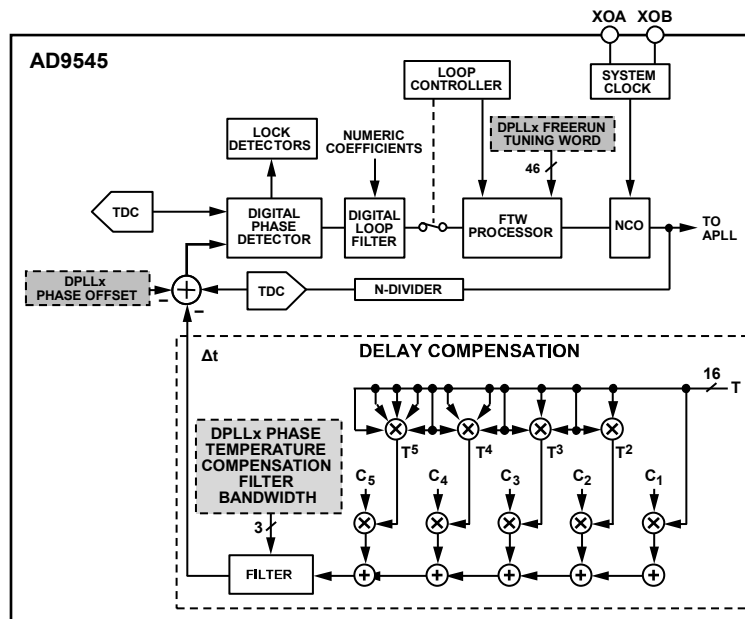 XOA XOB
AD9545
LOOP
CONTROLLER
SYSTEM
CLOCK
LOCK
DETECTORS
NUMERIC
COEFFICIENTS
DPLLx FREERUN
TUNING WORD
46
TDC
DIGITAL
PHASE
DETECTOR
DIGITAL
LOOP
FILTER
FTW
PROCESSOR
NCO
TO
APLL
DPLLx
PHASE OFFSET
–
+
–
TDC
N-DIVIDER
Δt
DELAY COMPENSATION
16
T
× × × ×
T⁵ T⁴ T³ T²
DPLLx PHASE
TEMPERATURE
COMPENSATION
FILTER
BANDWIDTH
C₅ C₄ C₃ C₂ C₁
× × × × ×
3
FILTER
+ + + + +